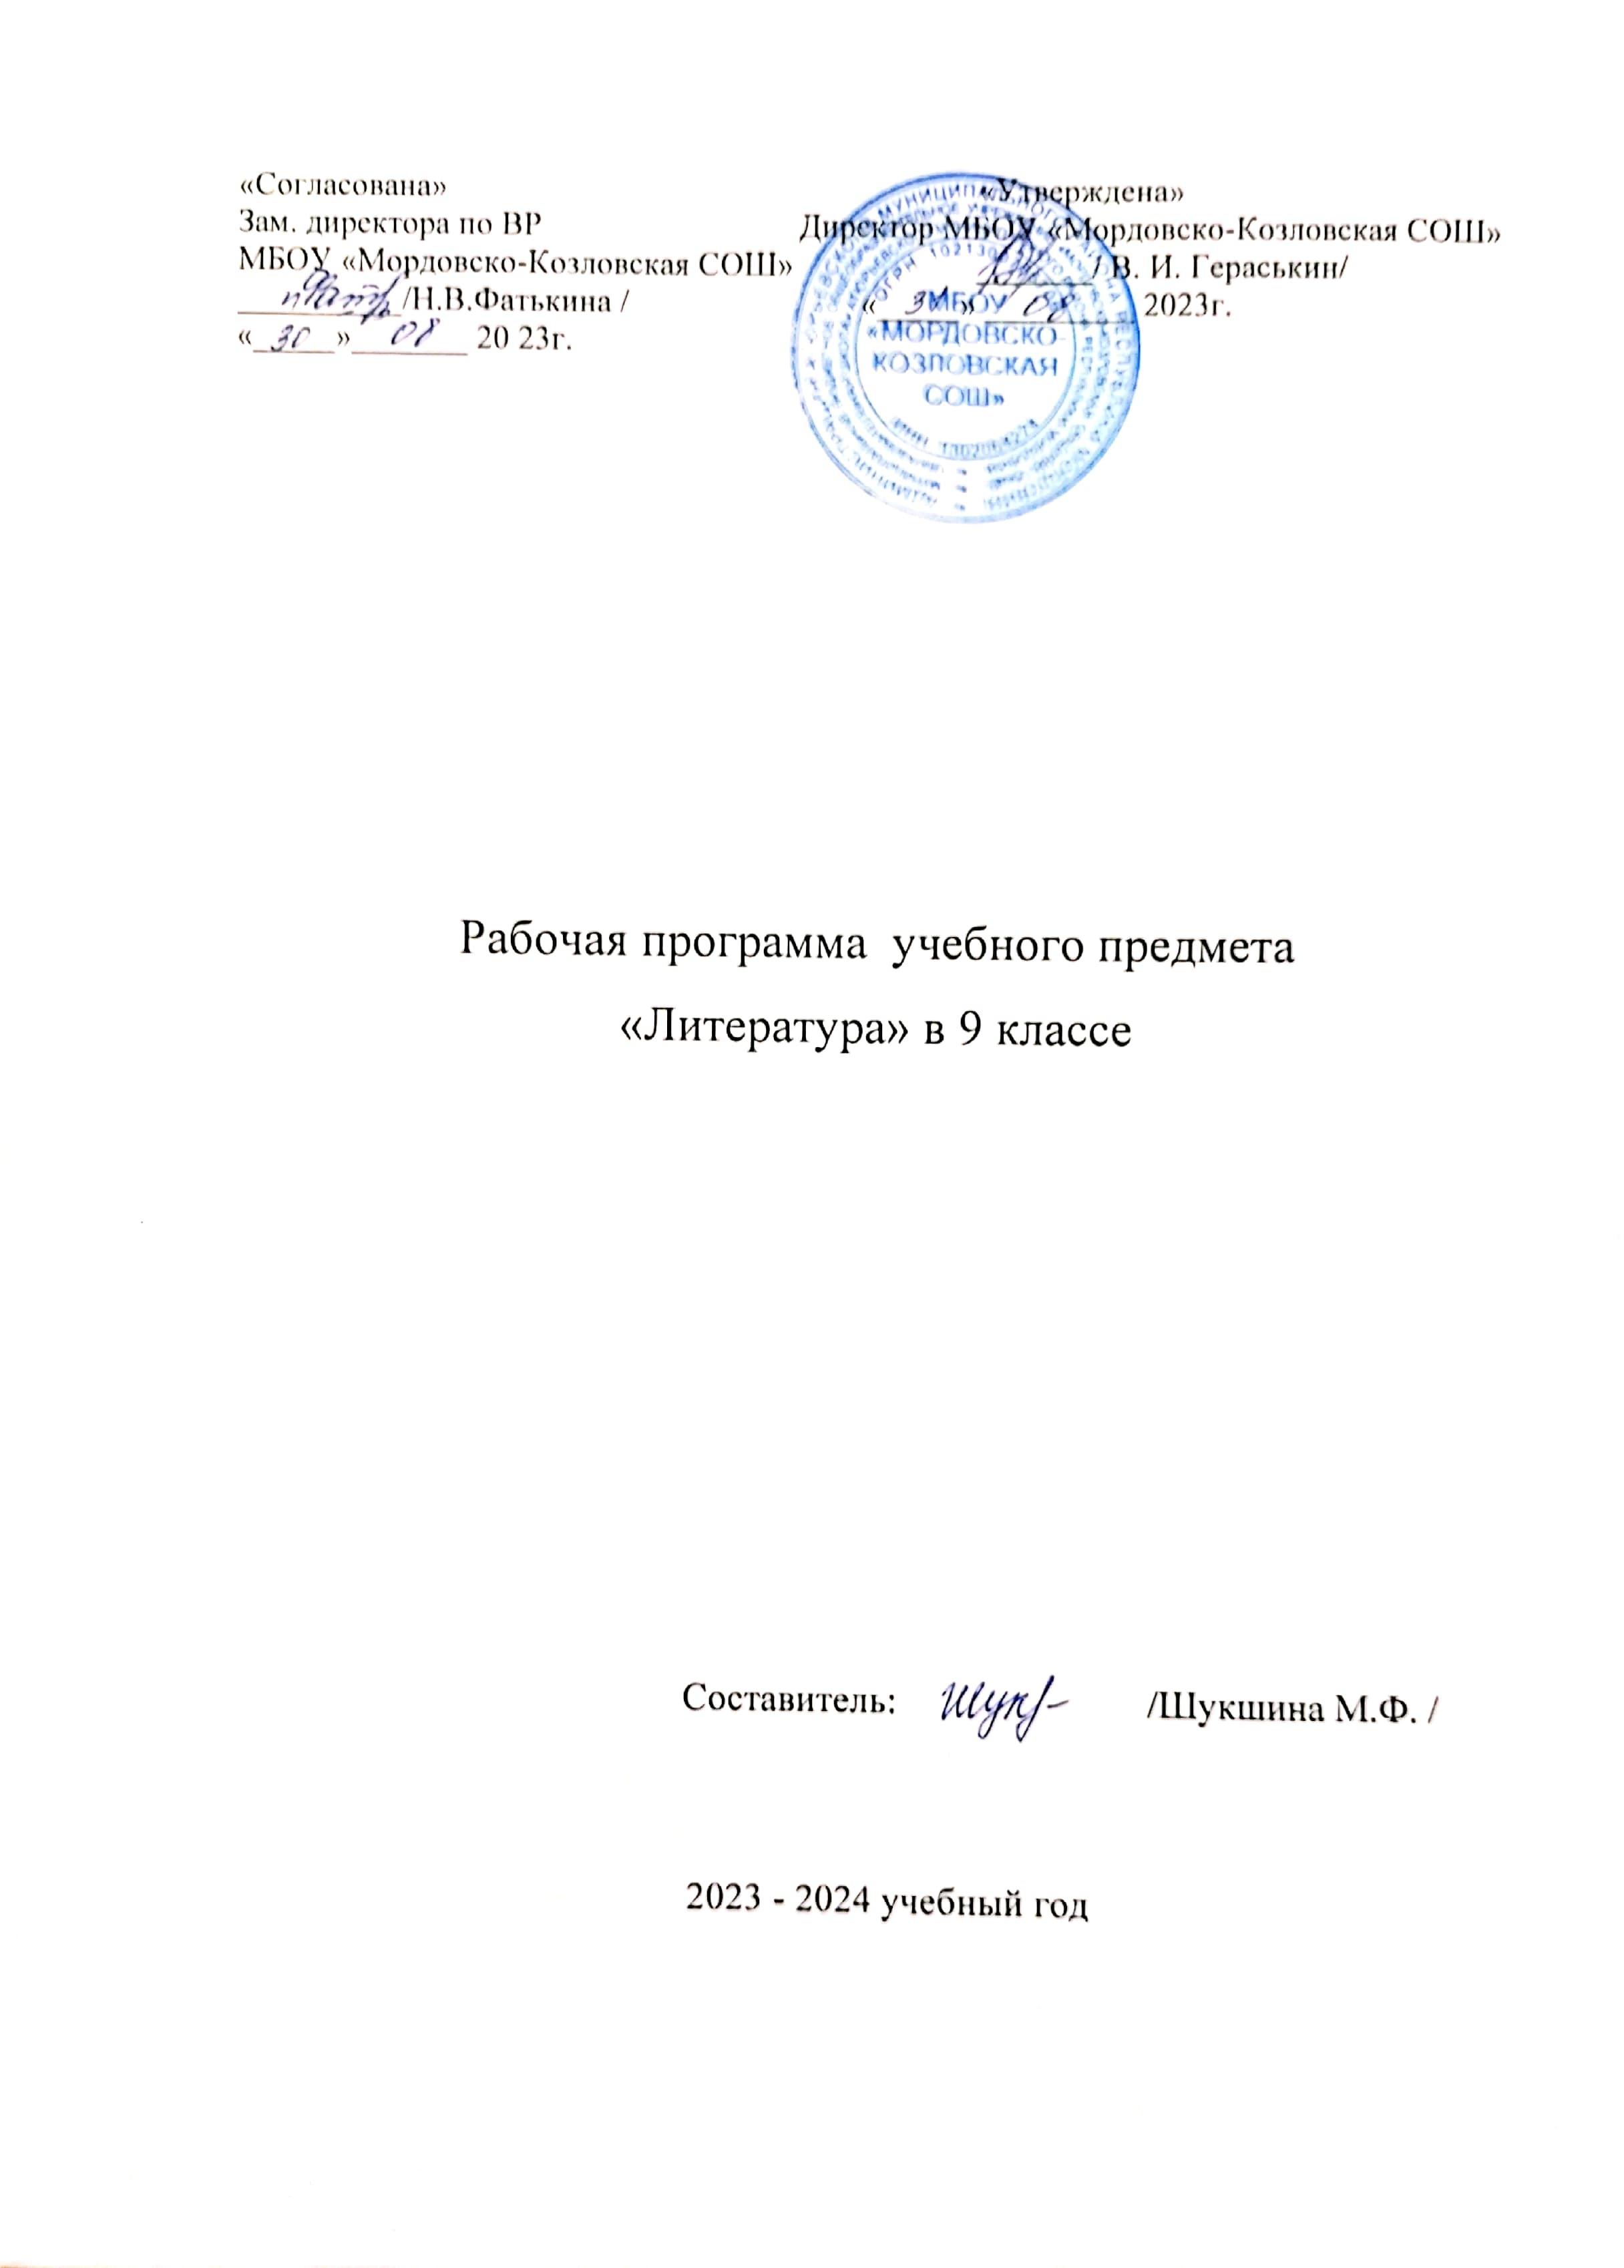 «Согласована»
Зам. директора по ВР
МБОУ «Мордовско-Козловская СОШ»
/Н.В.Фатькина /
«30» 08 20 23г.
«Утверждена»
Директор МБОУ «Мордовско-Козловская СОШ»
/ В. И. Гераськин/
« » 08 2023г.
МБОУ
«МОРДОВСКО-
КОЗЛОВСКАЯ
СОШ»
Рабочая программа учебного предмета
«Литература» в 9 классе
Составитель: /Шукшина М.Ф. /
2023 - 2024 учебный год